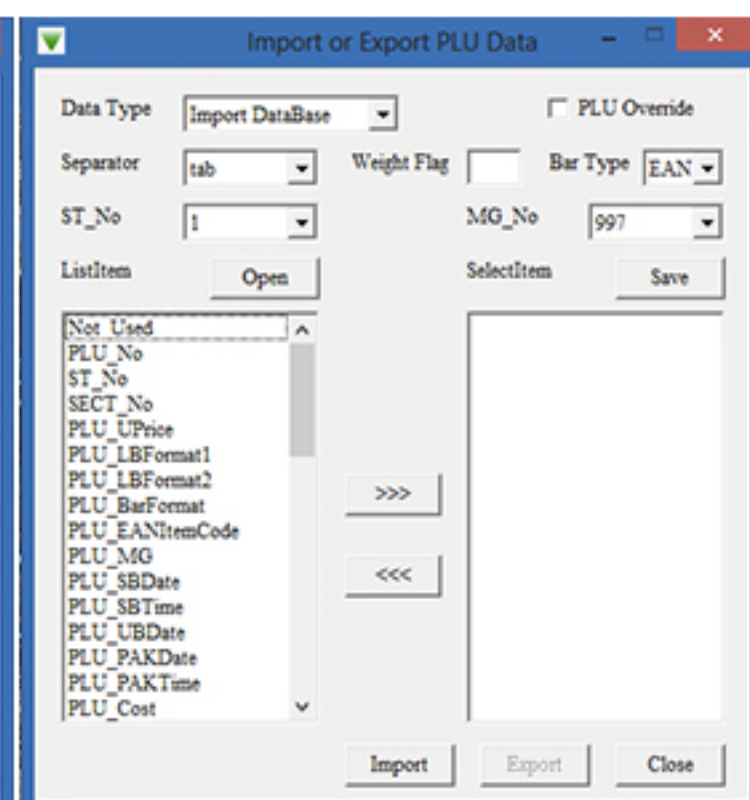 Import or Export PLU Data
Data Type Import DataBase PLU Override
Separator tab Weight Flag Bar Type EAN
ST_No 1 MG_No 997
ListItem Open SelectItem Save
Not_Used
PLU_No
ST_No
SECT_No
PLU_UPrice
PLU_LBFormat1
PLU_LBFormat2
PLU_BarFormat
PLU_EANItemCode
PLU_MG
PLU_SBDate
PLU_SBTime
PLU_UBDate
PLU_PAKDate
PLU_PAKTime
PLU_Cost
>>>
<<<
Import Export Close